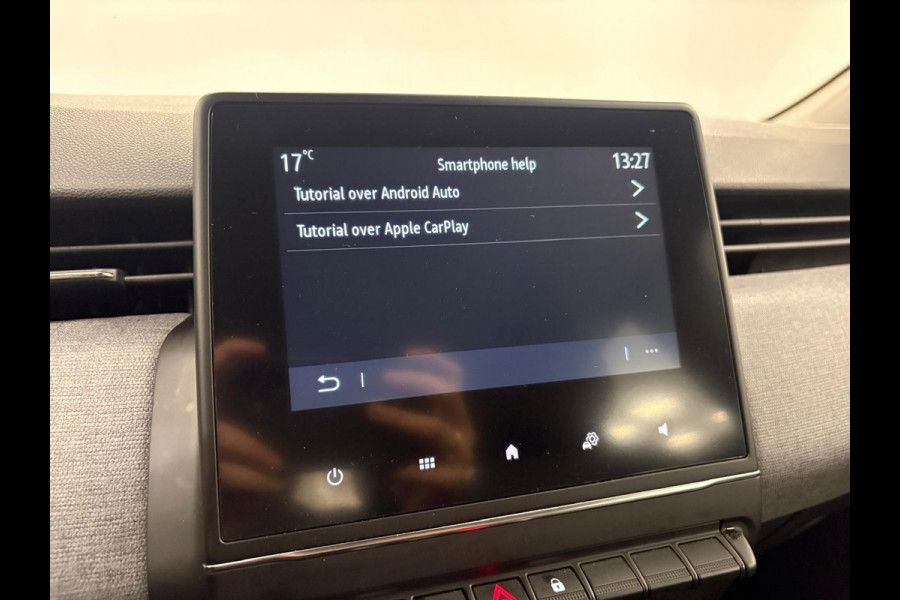 17°C Smartphone help 13:27
Tutorial over Android Auto
Tutorial over Apple CarPlay